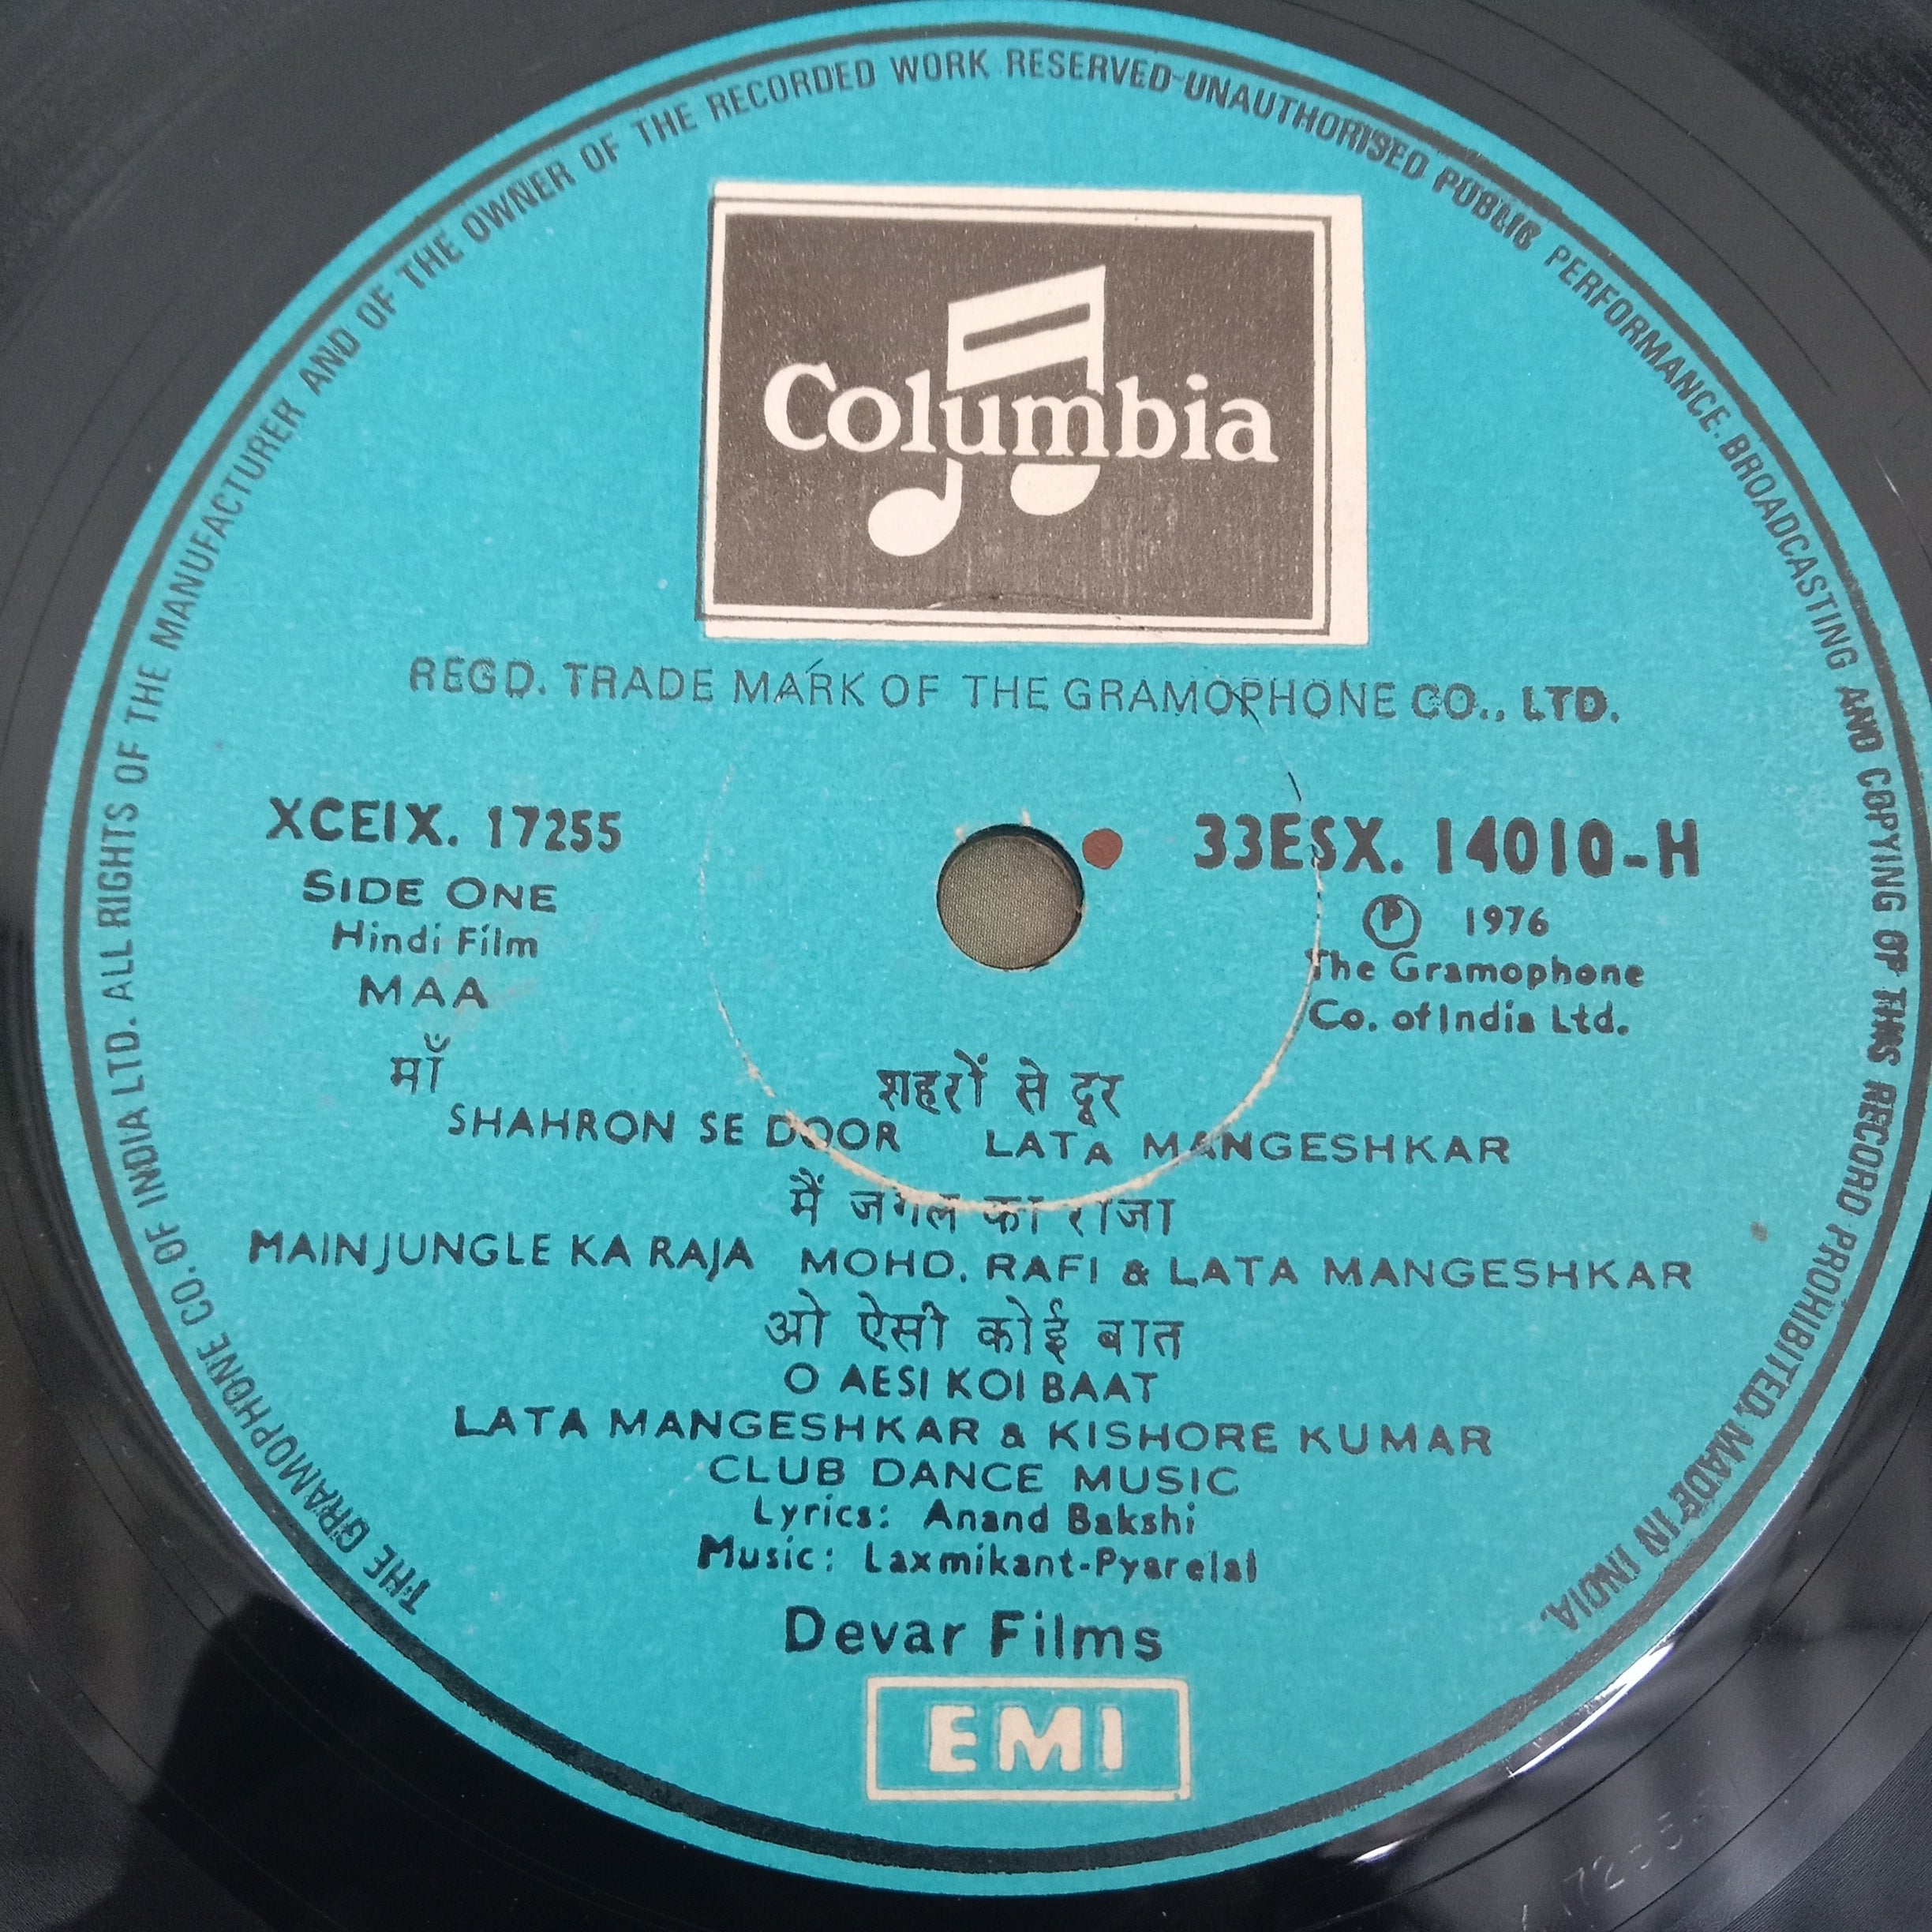 THE GRAMOPHONE CO. OF INDIA LTD. ALL RIGHTS OF THE MANUFACTURER AND OF THE OWNER OF THE RECORDED WORK RESERVED-UNAUTHORISED PUBLIC PERFORMANCE. BROADCASTING AND COPYING OF THIS RECORD PROHIBITED. MADE IN INDIA.
Columbia
REGD. TRADE MARK OF THE GRAMOPHONE CO., LTD.
XCEIX. 17255
SIDE ONE
Hindi Film
MAA
माँ
33ESX. 14010-H
℗ 1976
The Gramophone
Co. of India Ltd.
शहरों से दूर
SHAHRON SE DOOR LATA MANGESHKAR
मैं जंगल का राजा
MAIN JUNGLE KA RAJA MOHD. RAFI & LATA MANGESHKAR
ओ ऐसी कोई बात
O AESI KOI BAAT
LATA MANGESHKAR & KISHORE KUMAR
CLUB DANCE MUSIC
Lyrics: Anand Bakshi
Music: Laxmikant-Pyarelal
Devar Films
EMI